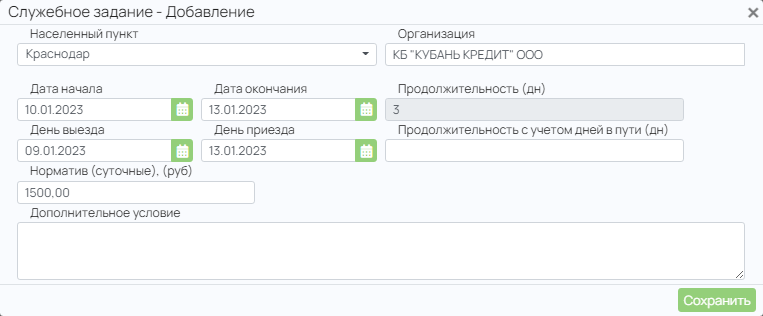 Служебное задание - Добавление
Населенный пункт Организация
Краснодар КБ "КУБАНЬ КРЕДИТ" ООО
Дата начала Дата окончания Продолжительность (дн)
10.01.2023 13.01.2023 3
День выезда День приезда Продолжительность с учетом дней в пути (дн)
09.01.2023 13.01.2023
Норматив (суточные), (руб)
1500,00
Дополнительное условие
Сохранить